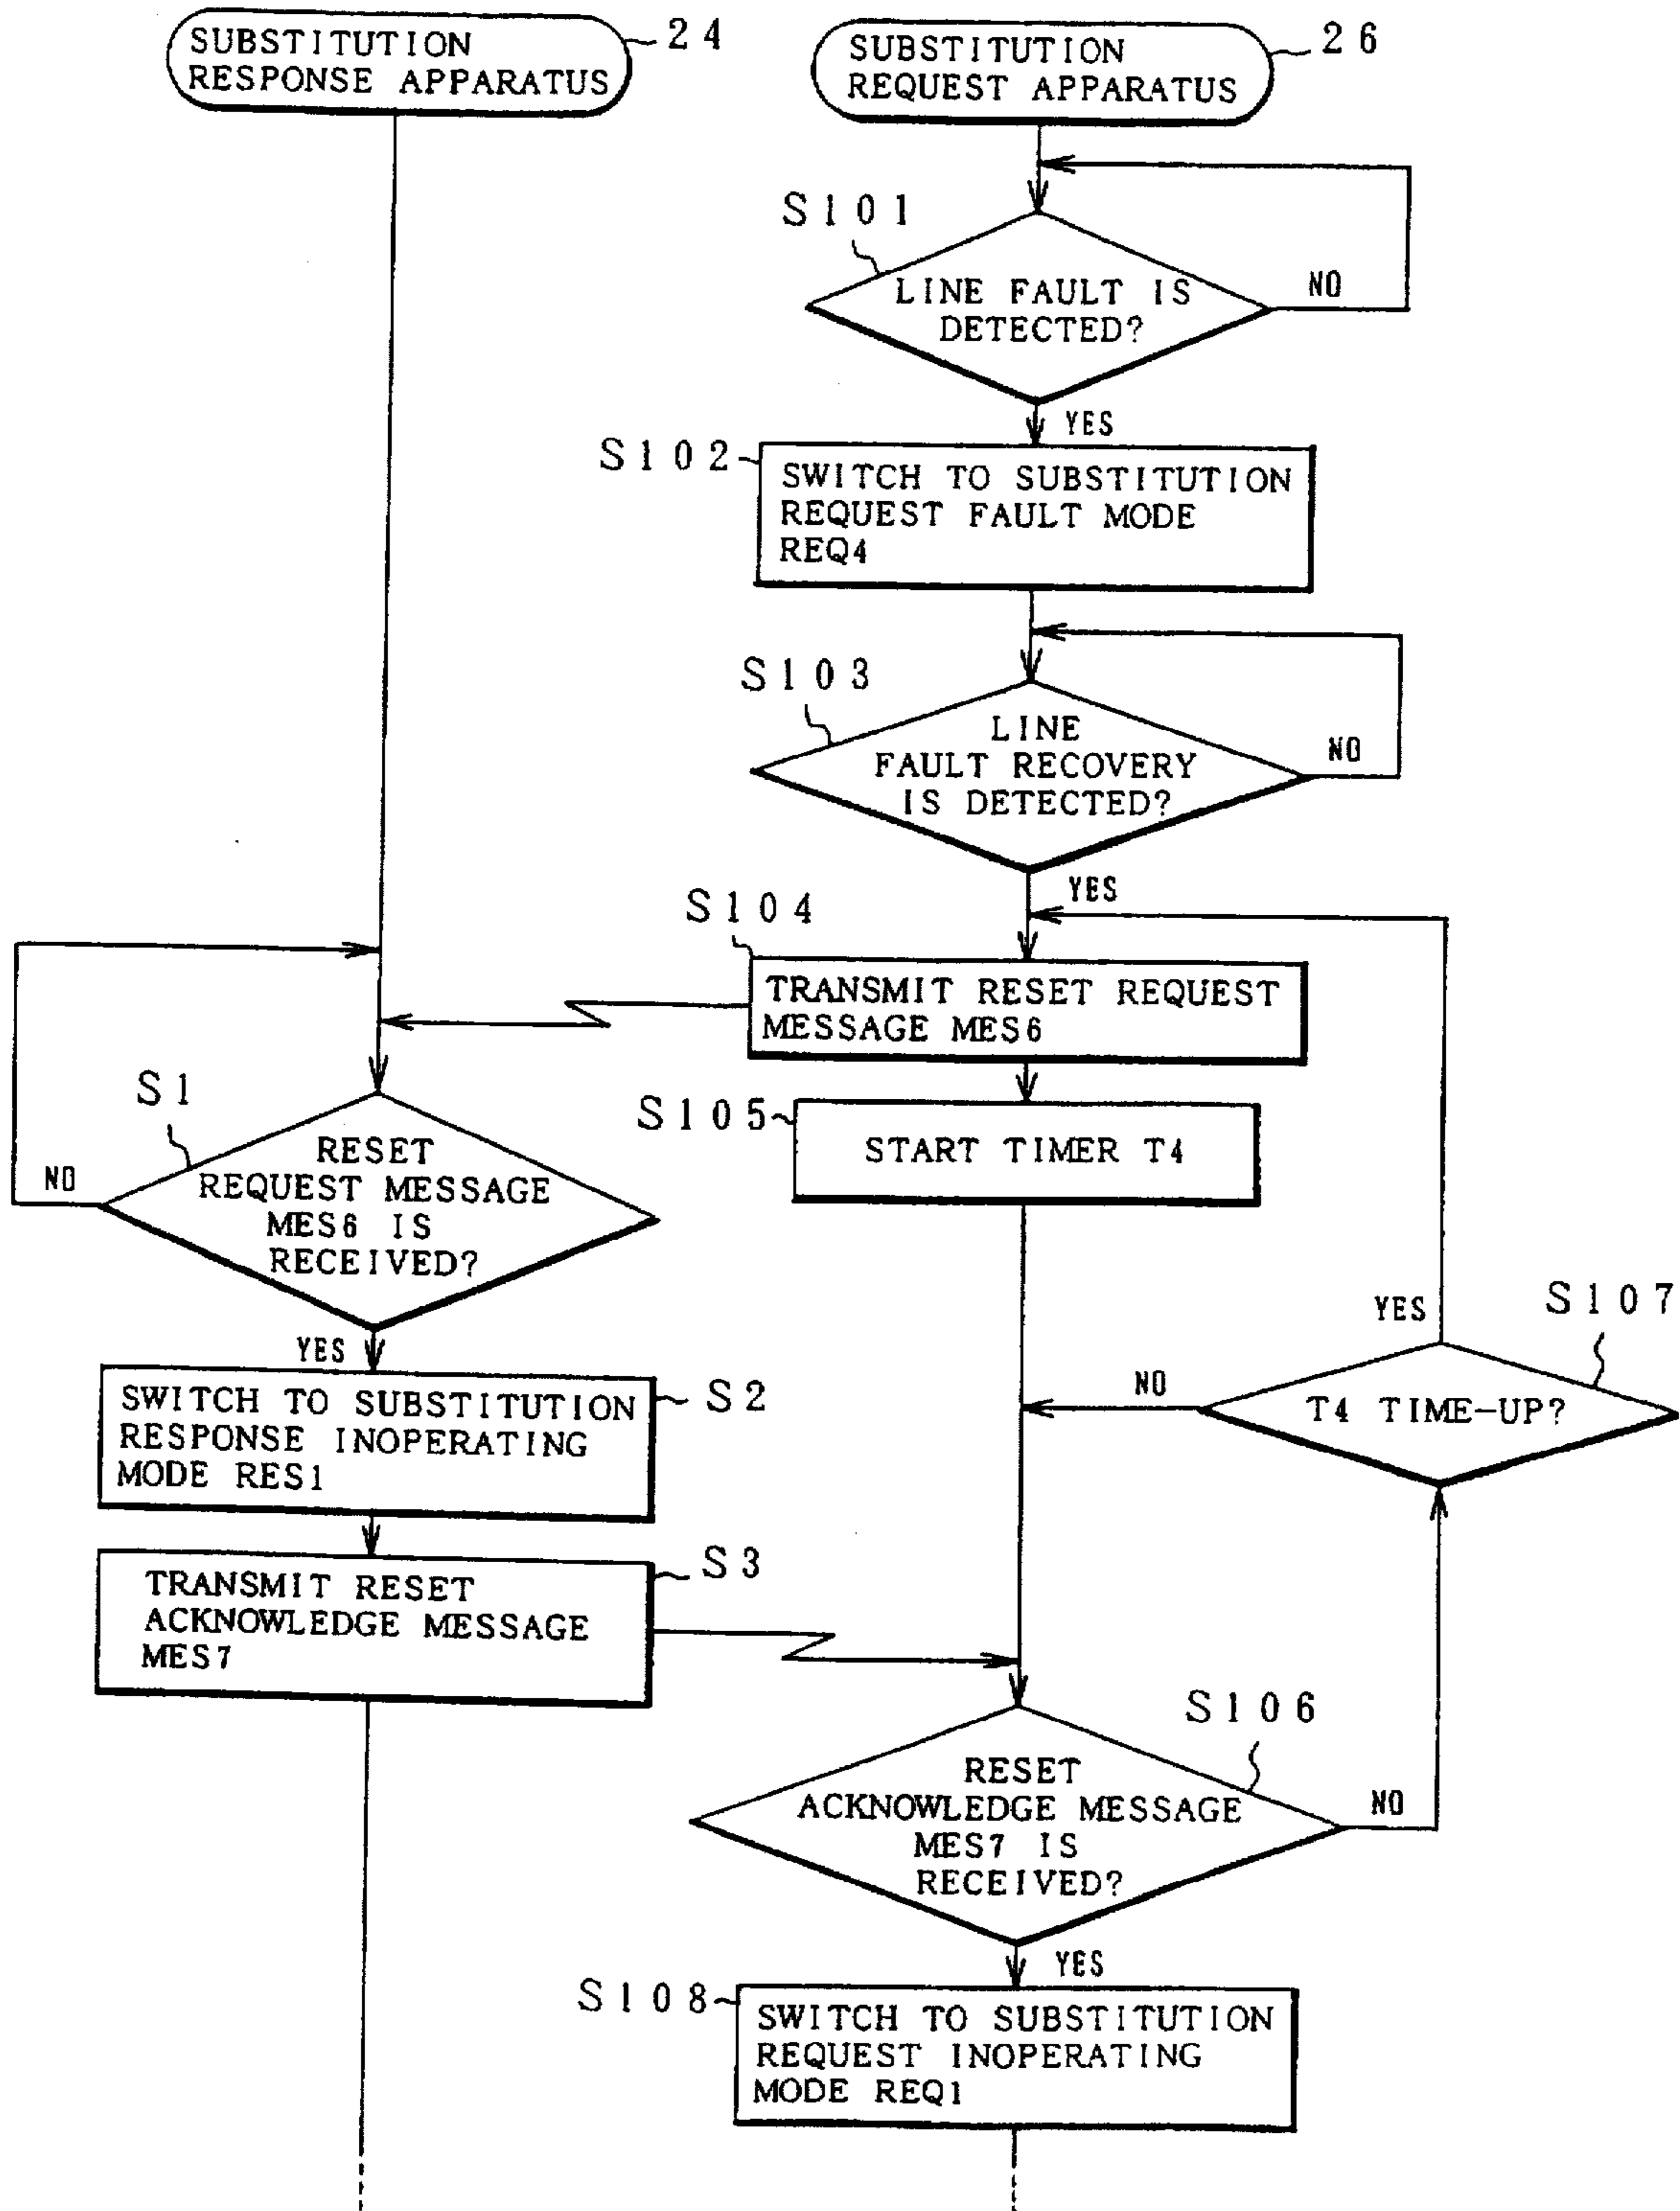 SUBSTITUTION
RESPONSE APPARATUS
24
SUBSTITUTION
REQUEST APPARATUS
26
S101
LINE FAULT IS
DETECTED?
NO
YES
S102
SWITCH TO SUBSTITUTION
REQUEST FAULT MODE
REQ4
S103
LINE
FAULT RECOVERY
IS DETECTED?
NO
YES
S104
TRANSMIT RESET REQUEST
MESSAGE MES6
S105
START TIMER T4
S1
RESET
REQUEST MESSAGE
MES6 IS
RECEIVED?
NO
YES
S2
SWITCH TO SUBSTITUTION
RESPONSE INOPERATING
MODE RES1
S3
TRANSMIT RESET
ACKNOWLEDGE MESSAGE
MES7
S107
YES
NO
T4 TIME-UP?
S106
RESET
ACKNOWLEDGE MESSAGE
MES7 IS
RECEIVED?
NO
YES
S108
SWITCH TO SUBSTITUTION
REQUEST INOPERATING
MODE REQ1